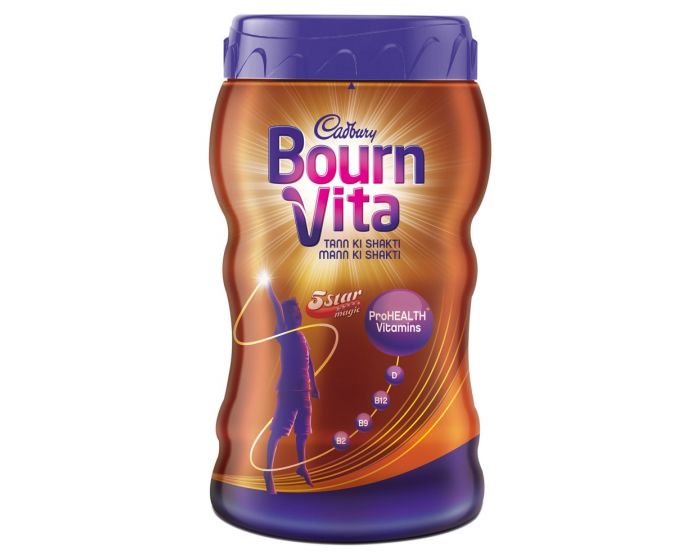 Cadbury
Bourn
Vita
TANN KI SHAKTI
MANN KI SHAKTI
5star
magic
ProHEALTH
Vitamins
D
B12
B9
B2